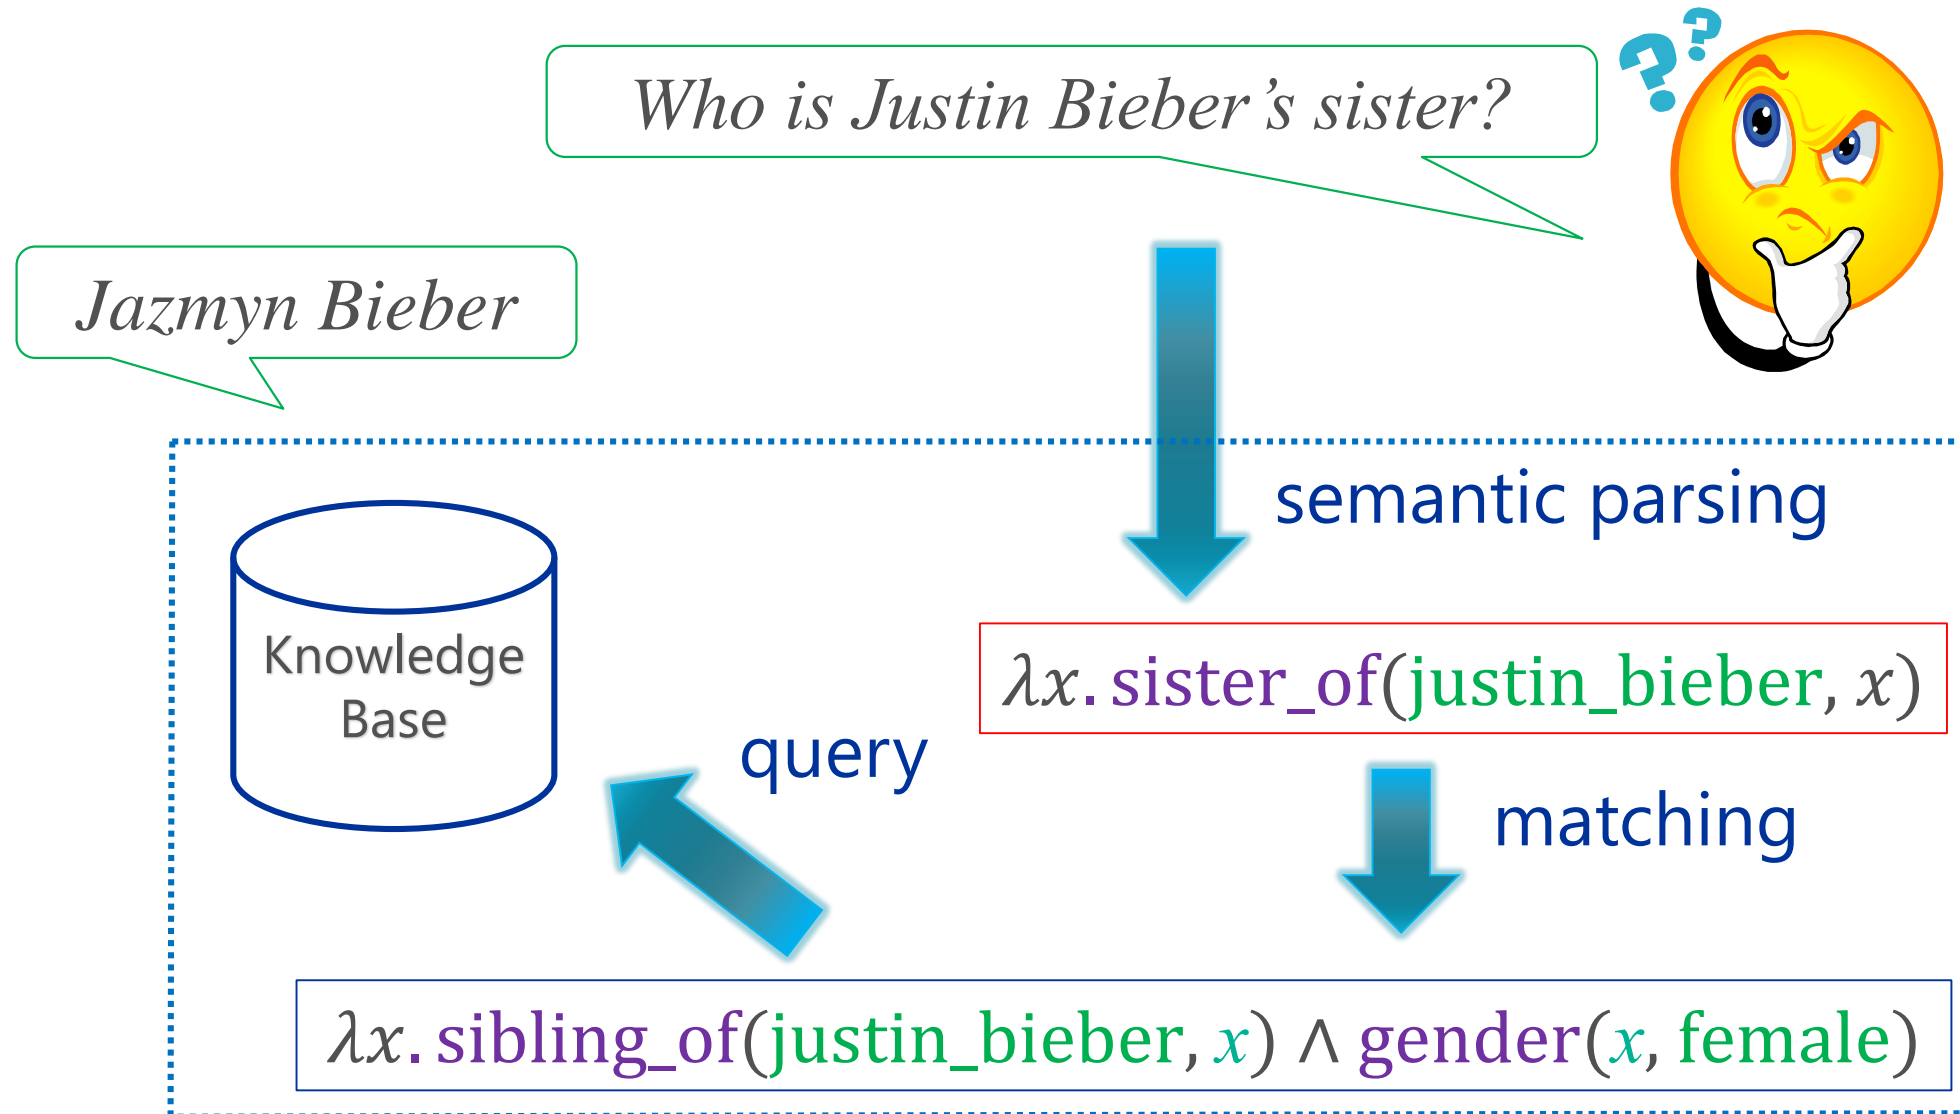 ??
Who is Justin Bieber’s sister?
Jazmyn Bieber
semantic parsing
Knowledge
Base
λx. sister_of(justin_bieber, x)
query
matching
λx. sibling_of(justin_bieber, x) ∧ gender(x, female)